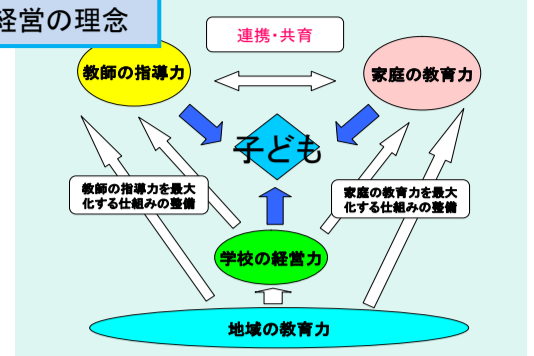 経営の理念
連携・共育
教師の指導力
家庭の教育力
子ども
教師の指導力を最大
化する仕組みの整備
家庭の教育力を最大
化する仕組みの整備
学校の経営力
地域の教育力